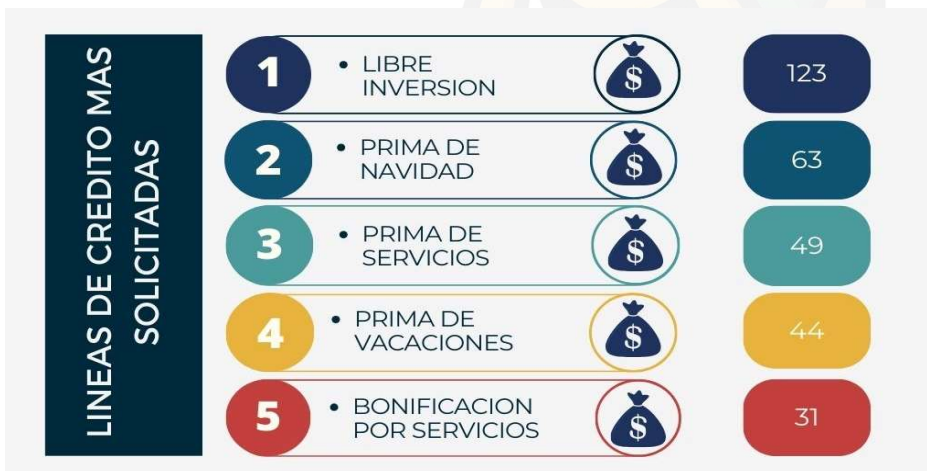 LINEAS DE CREDITO MAS
SOLICITADAS
1
• LIBRE
INVERSION
$
123
2
• PRIMA DE
NAVIDAD
$
63
3
• PRIMA DE
SERVICIOS
$
49
4
• PRIMA DE
VACACIONES
$
44
5
• BONIFICACION
POR SERVICIOS
$
31